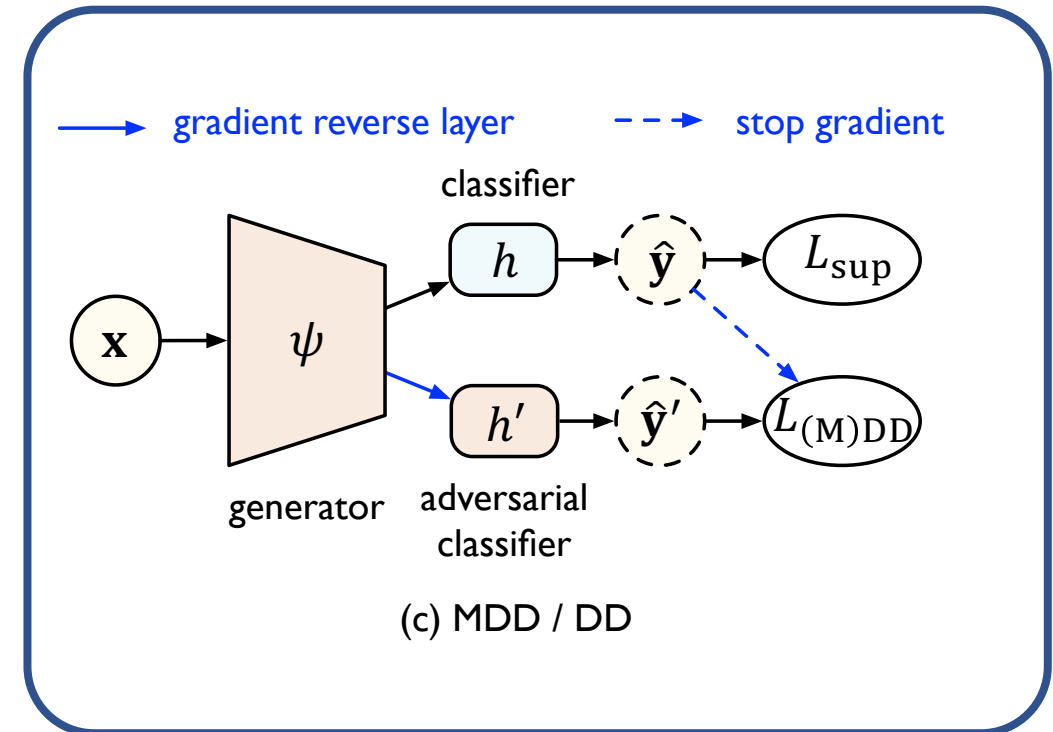 gradient reverse layer
stop gradient
classifier
h
ŷ
L_sup
x
ψ
h′
ŷ′
L_(M)DD
generator
adversarial
classifier
(c) MDD / DD